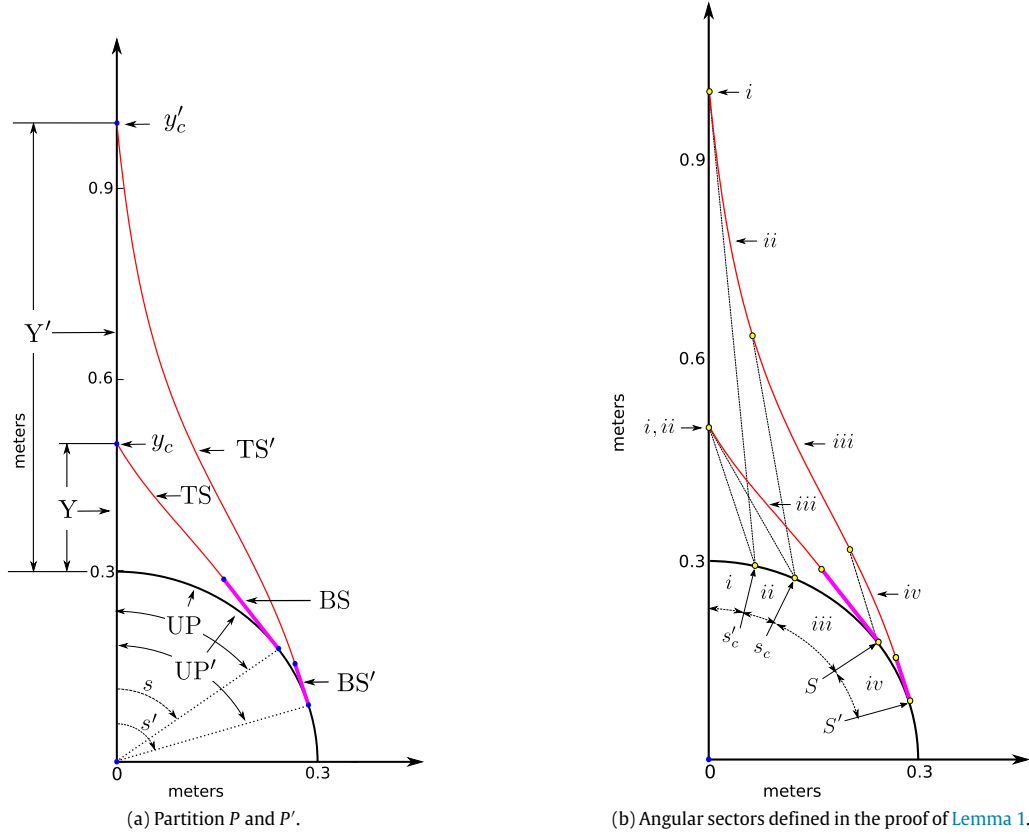 y′c
0.9
Y′
0.6
meters
yc
TS′
TS
Y
0.3
BS
UP
UP′
BS′
s
s′
0
0.3
meters
(a) Partition P and P′.
i
0.9
ii
meters
0.6
i, ii
iii
iii
0.3
i
ii
iii
iv
s′c
sc
S
iv
S′
0
0.3
meters
(b) Angular sectors defined in the proof of Lemma 1.